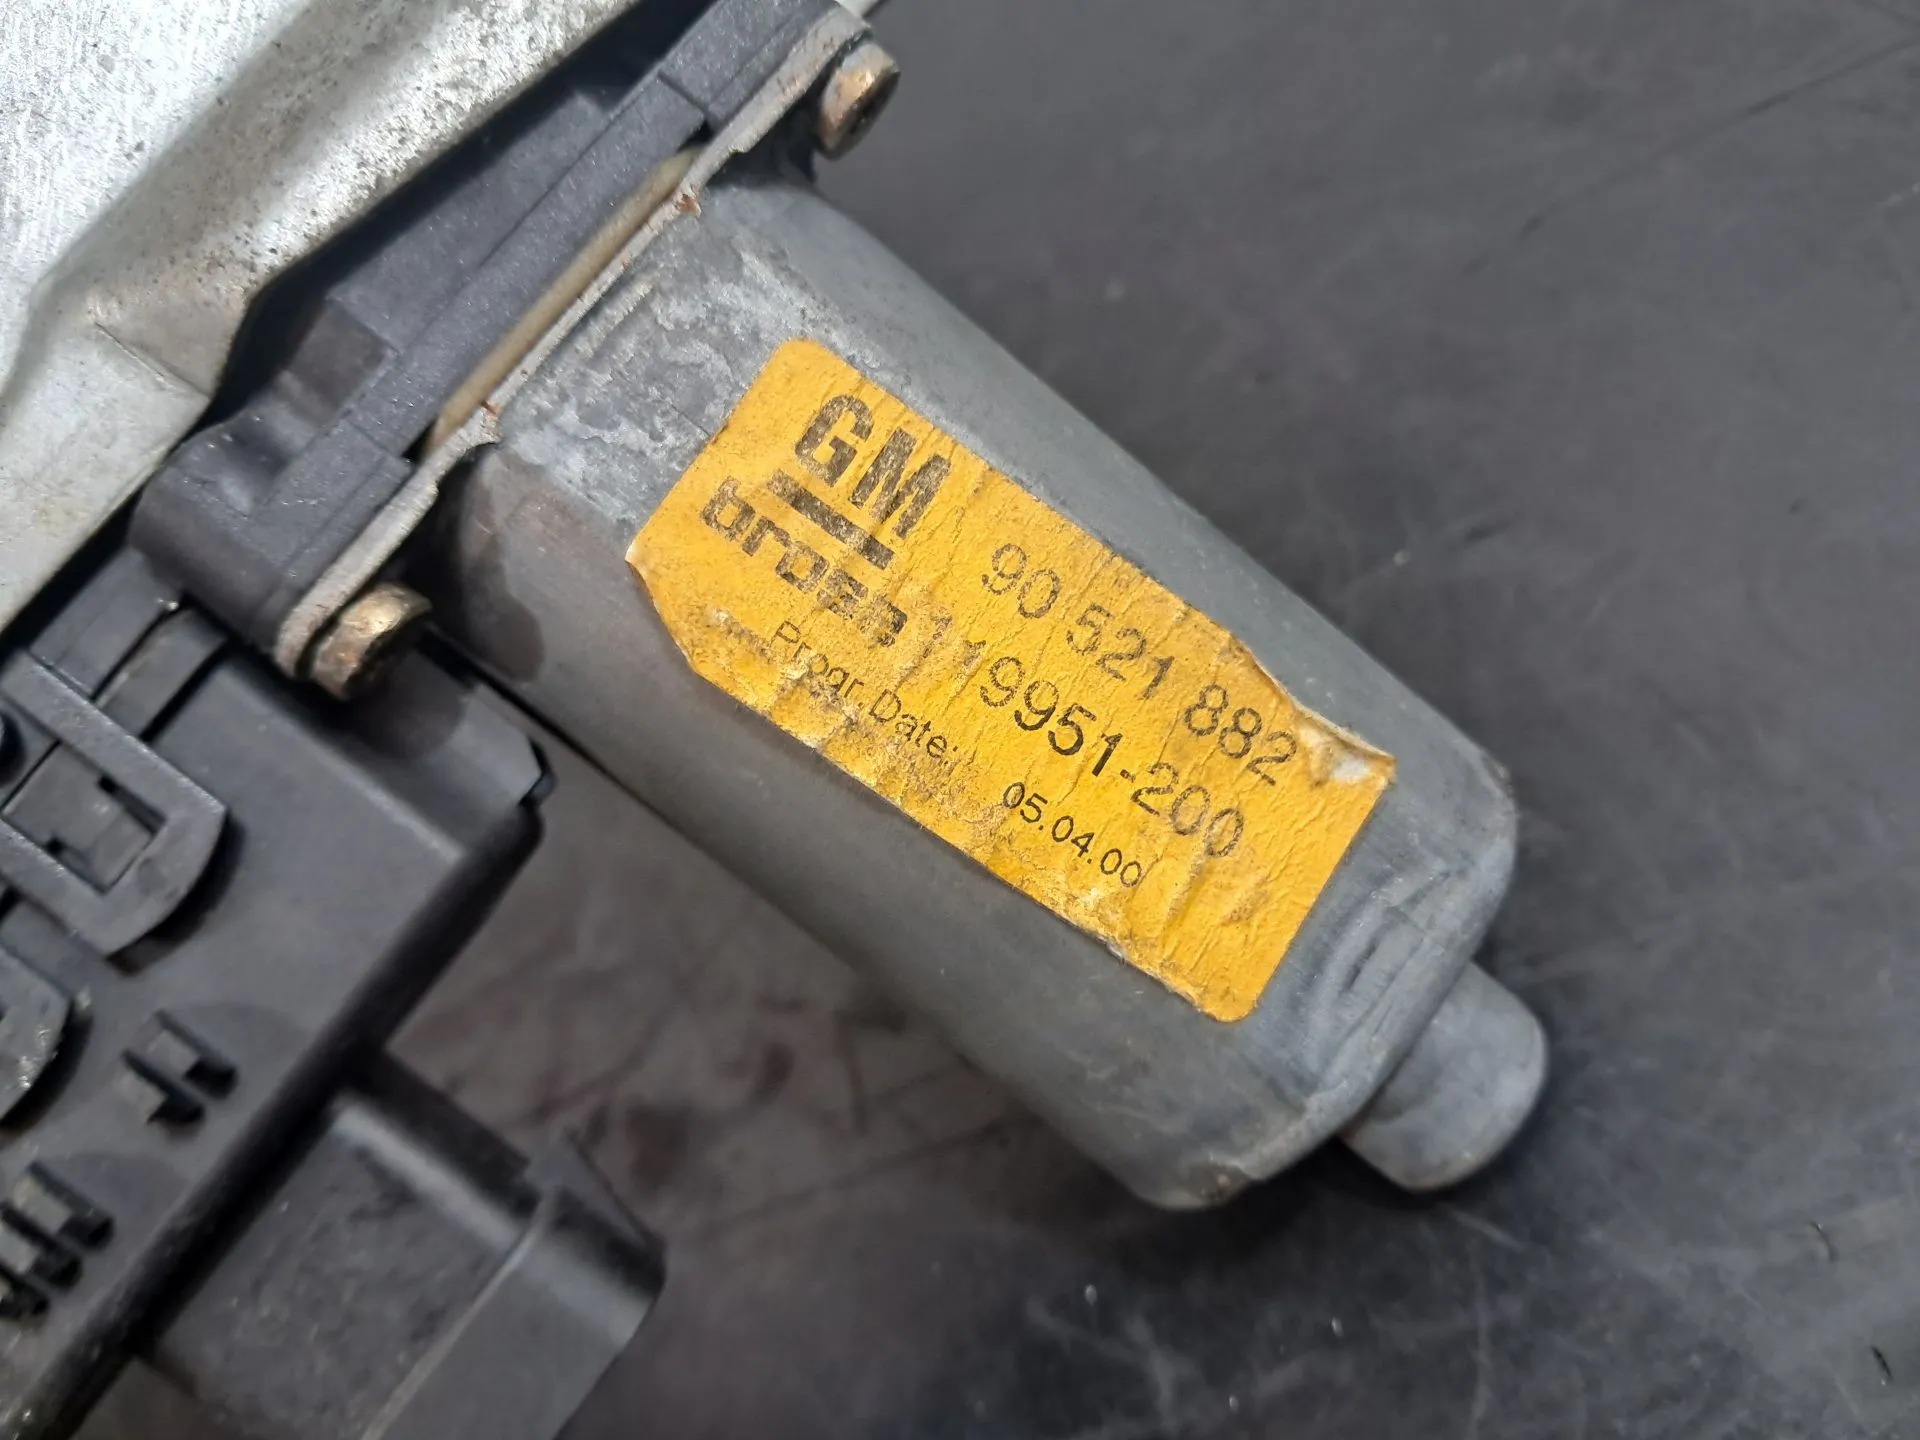 GM
90 521 882
brose 119951-200
Progr.Date: 05.04.00